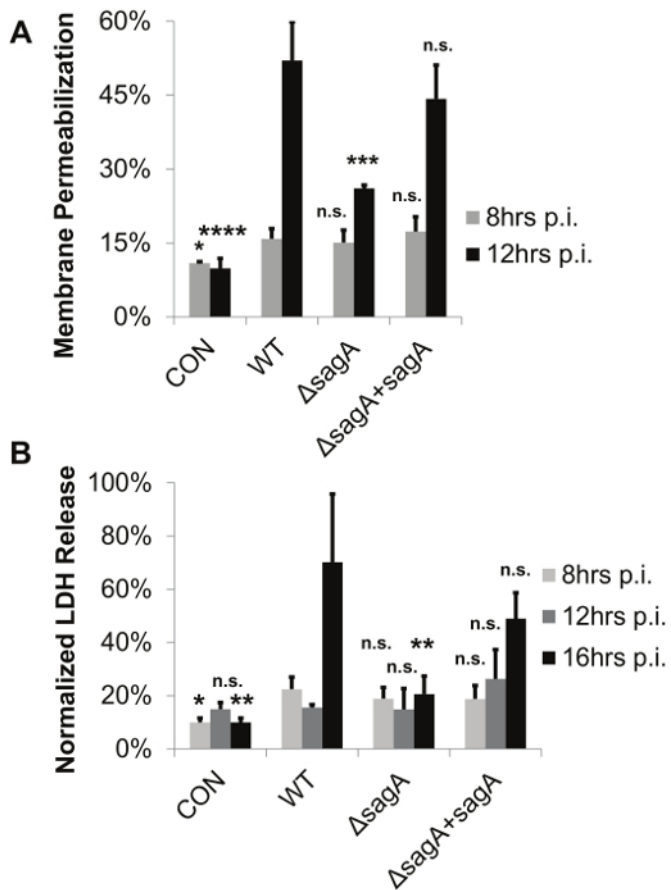 A
Membrane Permeabilization
60%
45%
30%
15%
0%
* **** n.s. *** n.s. n.s.
8hrs p.i.
12hrs p.i.
CON WT ΔsagA ΔsagA+sagA
B
Normalized LDH Release
100%
80%
60%
40%
20%
0%
* n.s. ** n.s. n.s. ** n.s. n.s. n.s.
8hrs p.i.
12hrs p.i.
16hrs p.i.
CON WT ΔsagA ΔsagA+sagA